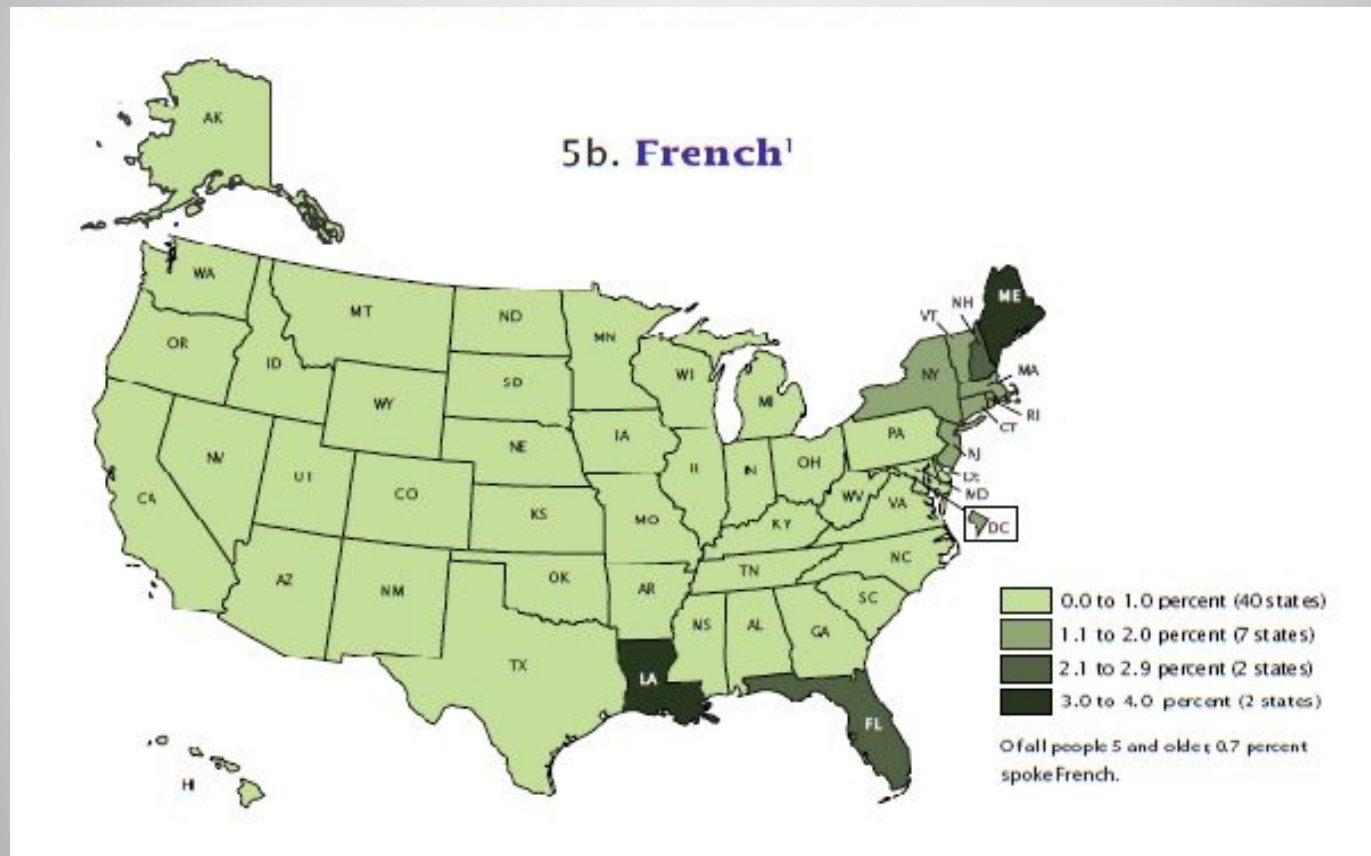 AK
5b. French¹
WA
MT
ND
MN
ME
NH
VT
OR
ID
SD
WI
NY
MA
WY
MI
RI
CT
IA
PA
NE
NJ
NV
UT
CO
IL
IN
OH
DE
MD
CA
KS
MO
WV
VA
DC
KY
AZ
NM
OK
TN
NC
AR
SC
NS
AL
GA
TX
LA
FL
HI
0.0 to 1.0 percent (40 states)
1.1 to 2.0 percent (7 states)
2.1 to 2.9 percent (2 states)
3.0 to 4.0 percent (2 states)
Of all people 5 and older, 0.7 percent
spoke French.